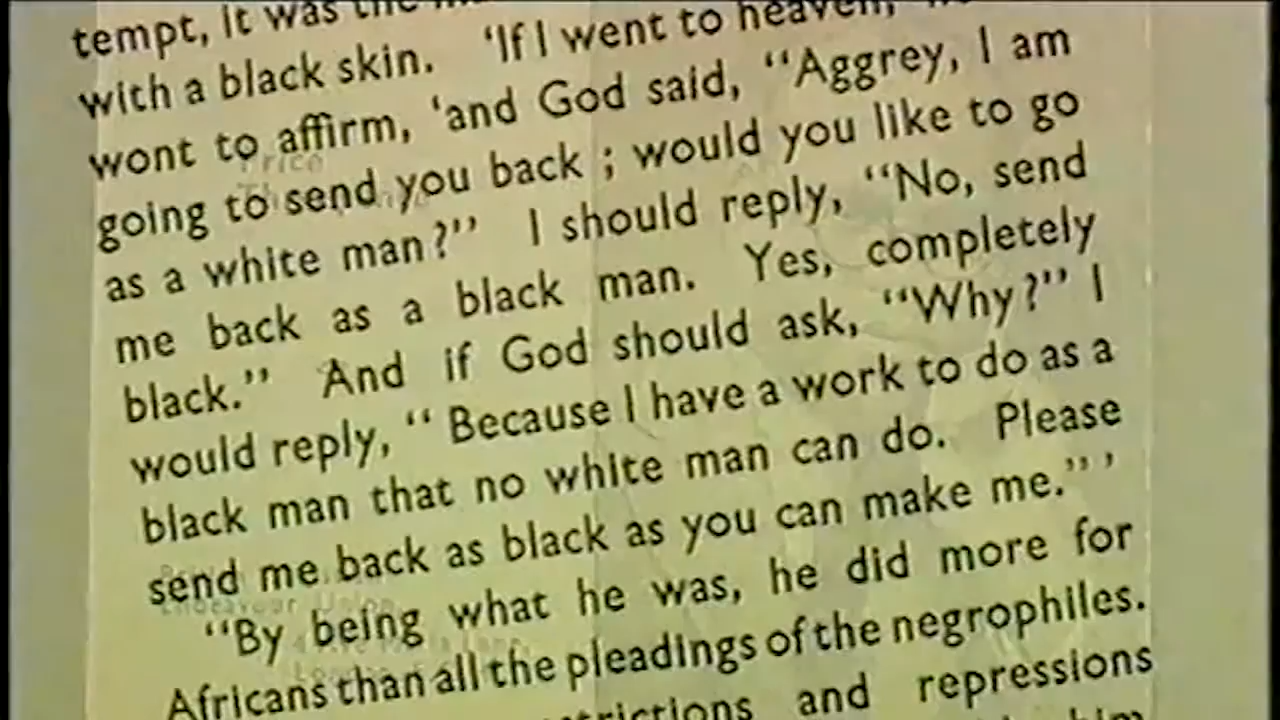 tempt, it was the
with a black skin. 'If I went to heaven,
wont to affirm, 'and God said, "Aggrey, I am
going to send you back ; would you like to go
as a white man?" I should reply, "No, send
me back as a black man. Yes, completely
black." And if God should ask, "Why?" I
would reply, " Because I have a work to do as a
black man that no white man can do. Please
send me back as black as you can make me." '
"By being what he was, he did more for
Africans than all the pleadings of the negrophiles.
and repressions
him